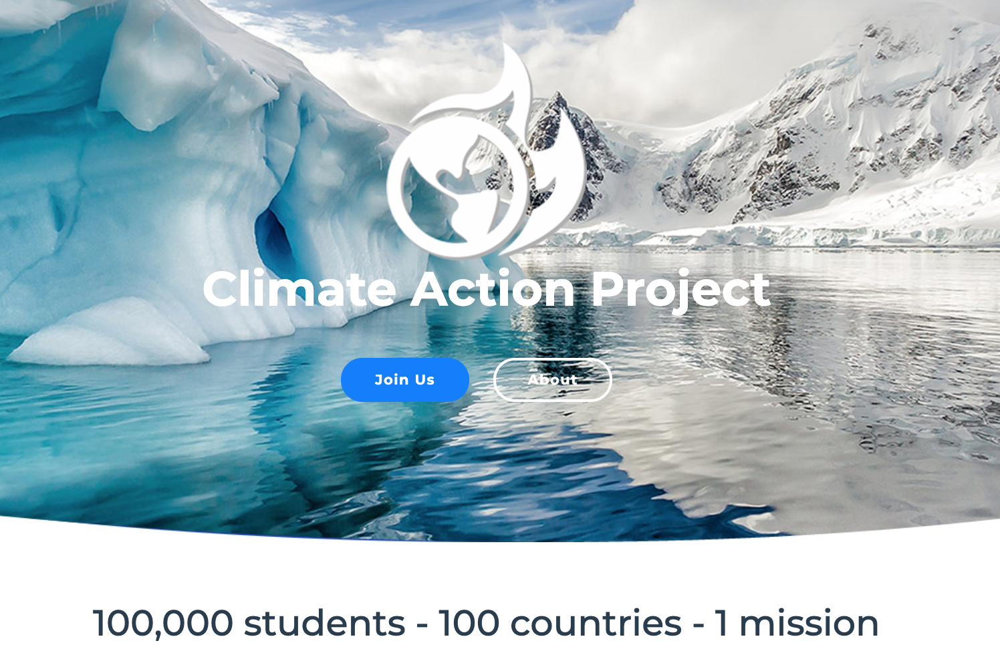 Climate Action Project
Join Us
About
100,000 students - 100 countries - 1 mission